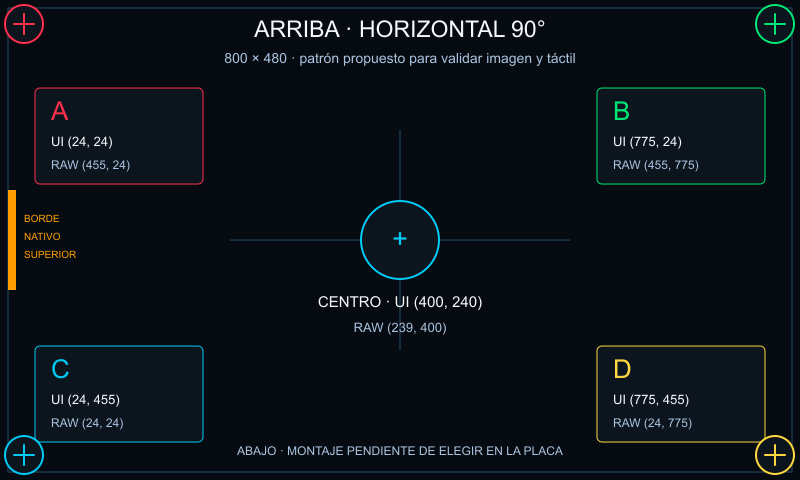 ARRIBA · HORIZONTAL 90°
800 × 480 · patrón propuesto para validar imagen y táctil
A
UI (24, 24)
RAW (455, 24)
B
UI (775, 24)
RAW (455, 775)
BORDE
NATIVO
SUPERIOR
+
CENTRO · UI (400, 240)
RAW (239, 400)
C
UI (24, 455)
RAW (24, 24)
D
UI (775, 455)
RAW (24, 775)
ABAJO · MONTAJE PENDIENTE DE ELEGIR EN LA PLACA